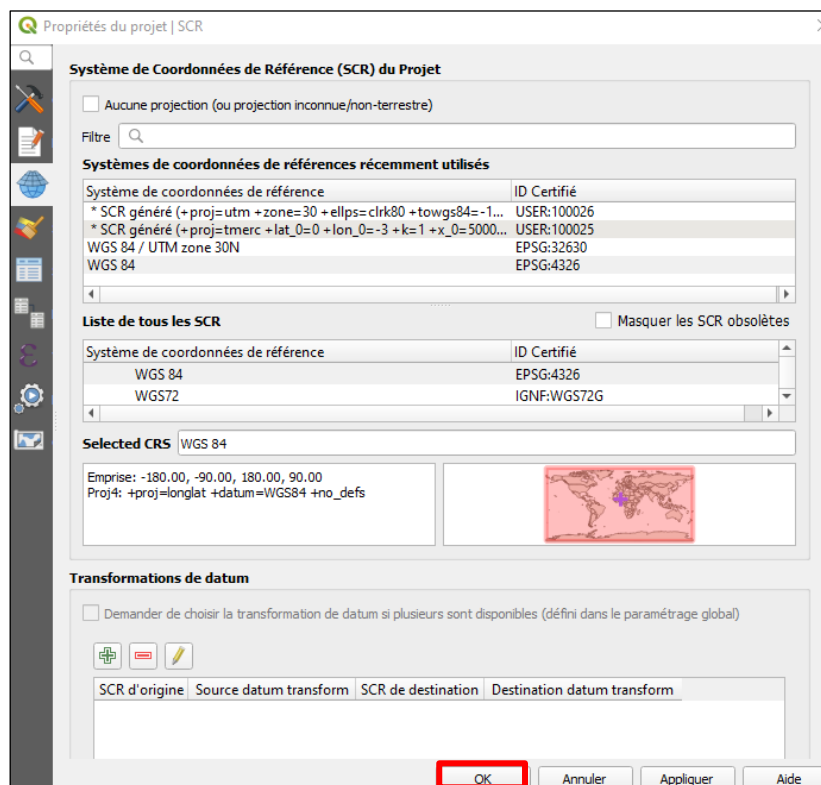 Propriétés du projet | SCR
Système de Coordonnées de Référence (SCR) du Projet
Aucune projection (ou projection inconnue/non-terrestre)
Filtre
Systèmes de coordonnées de références récemment utilisés
Système de coordonnées de référence ID Certifié
* SCR généré (+proj=utm +zone=30 +ellps=clrk80 +towgs84=-1... USER:100026
* SCR généré (+proj=tmerc +lat_0=0 +lon_0=-3 +k=1 +x_0=5000... USER:100025
WGS 84 / UTM zone 30N EPSG:32630
WGS 84 EPSG:4326
Liste de tous les SCR Masquer les SCR obsolètes
Système de coordonnées de référence ID Certifié
WGS 84 EPSG:4326
WGS72 IGNF:WGS72G
Selected CRS WGS 84
Emprise: -180.00, -90.00, 180.00, 90.00
Proj4: +proj=longlat +datum=WGS84 +no_defs
Transformations de datum
Demander de choisir la transformation de datum si plusieurs sont disponibles (défini dans le paramétrage global)
SCR d'origine Source datum transform SCR de destination Destination datum transform
OK Annuler Appliquer Aide